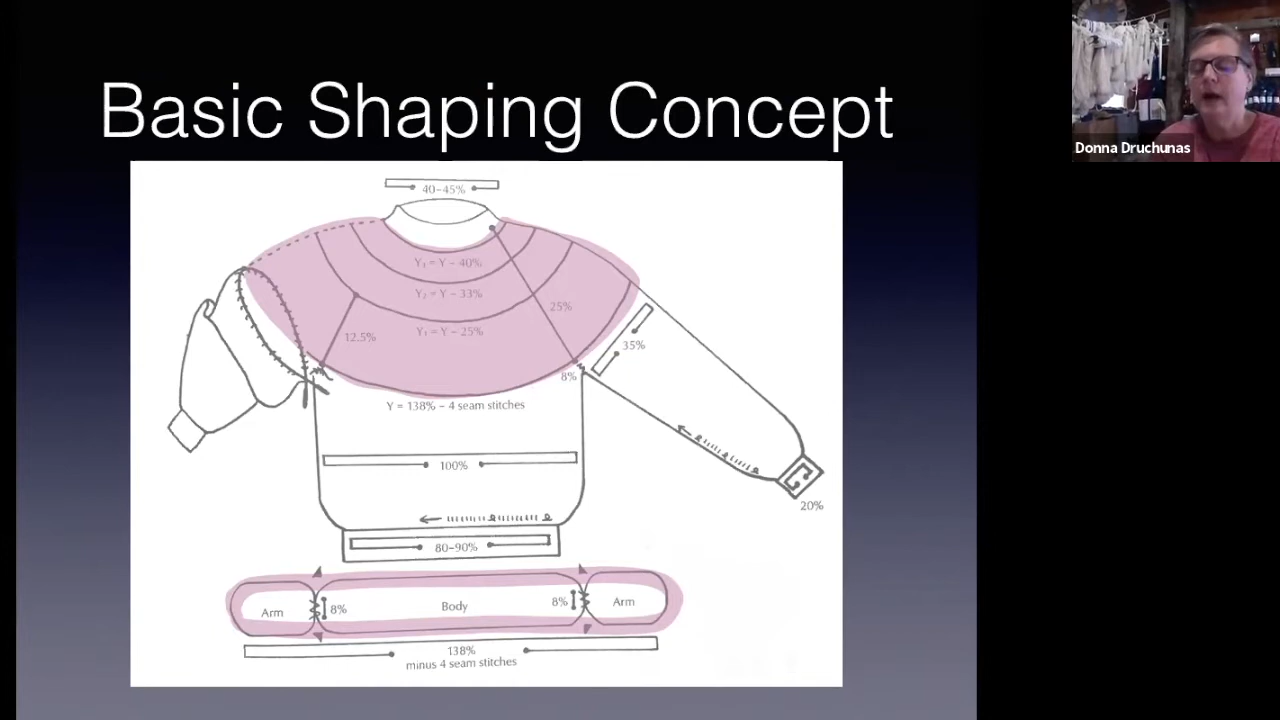 Basic Shaping Concept
Donna Druchunas
40–45%
Y₃ = Y – 40%
Y₂ = Y – 33%
25%
Y₁ = Y – 25%
12.5%
35%
8%
Y = 138% – 4 seam stitches
100%
20%
80–90%
Arm
8%
Body
8%
Arm
138%
minus 4 seam stitches